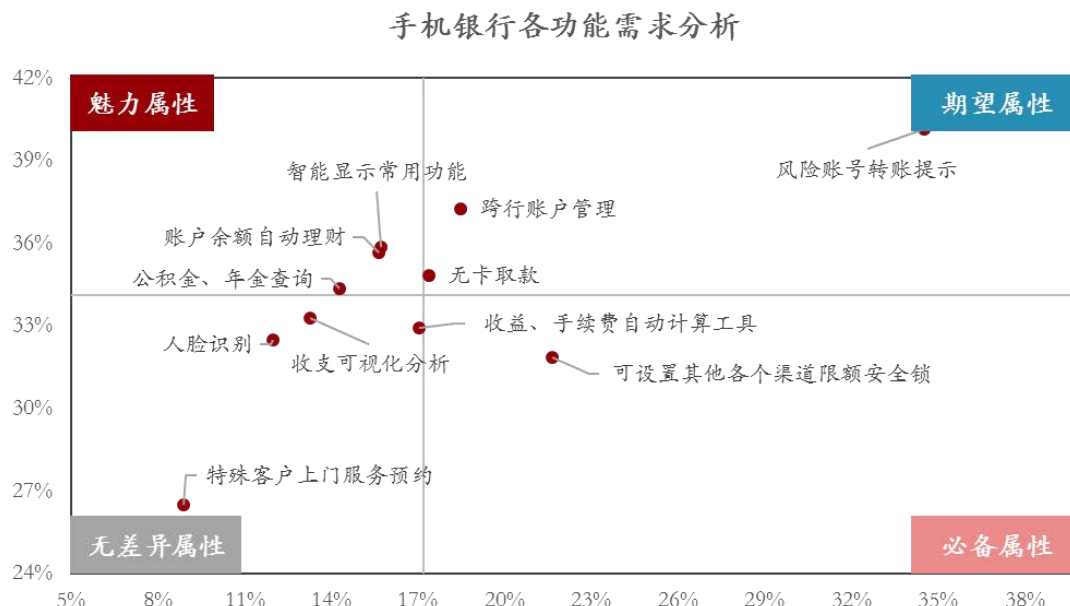 手机银行各功能需求分析
42%
魅力属性
期望属性
39%
风险账号转账提示
智能显示常用功能
跨行账户管理
36%
账户余额自动理财
公积金、年金查询
无卡取款
33%
收益、手续费自动计算工具
人脸识别
收支可视化分析
可设置其他各个渠道限额安全锁
30%
27%
特殊客户上门服务预约
无差异属性
必备属性
24%
5% 8% 11% 14% 17% 20% 23% 26% 29% 32% 35% 38%